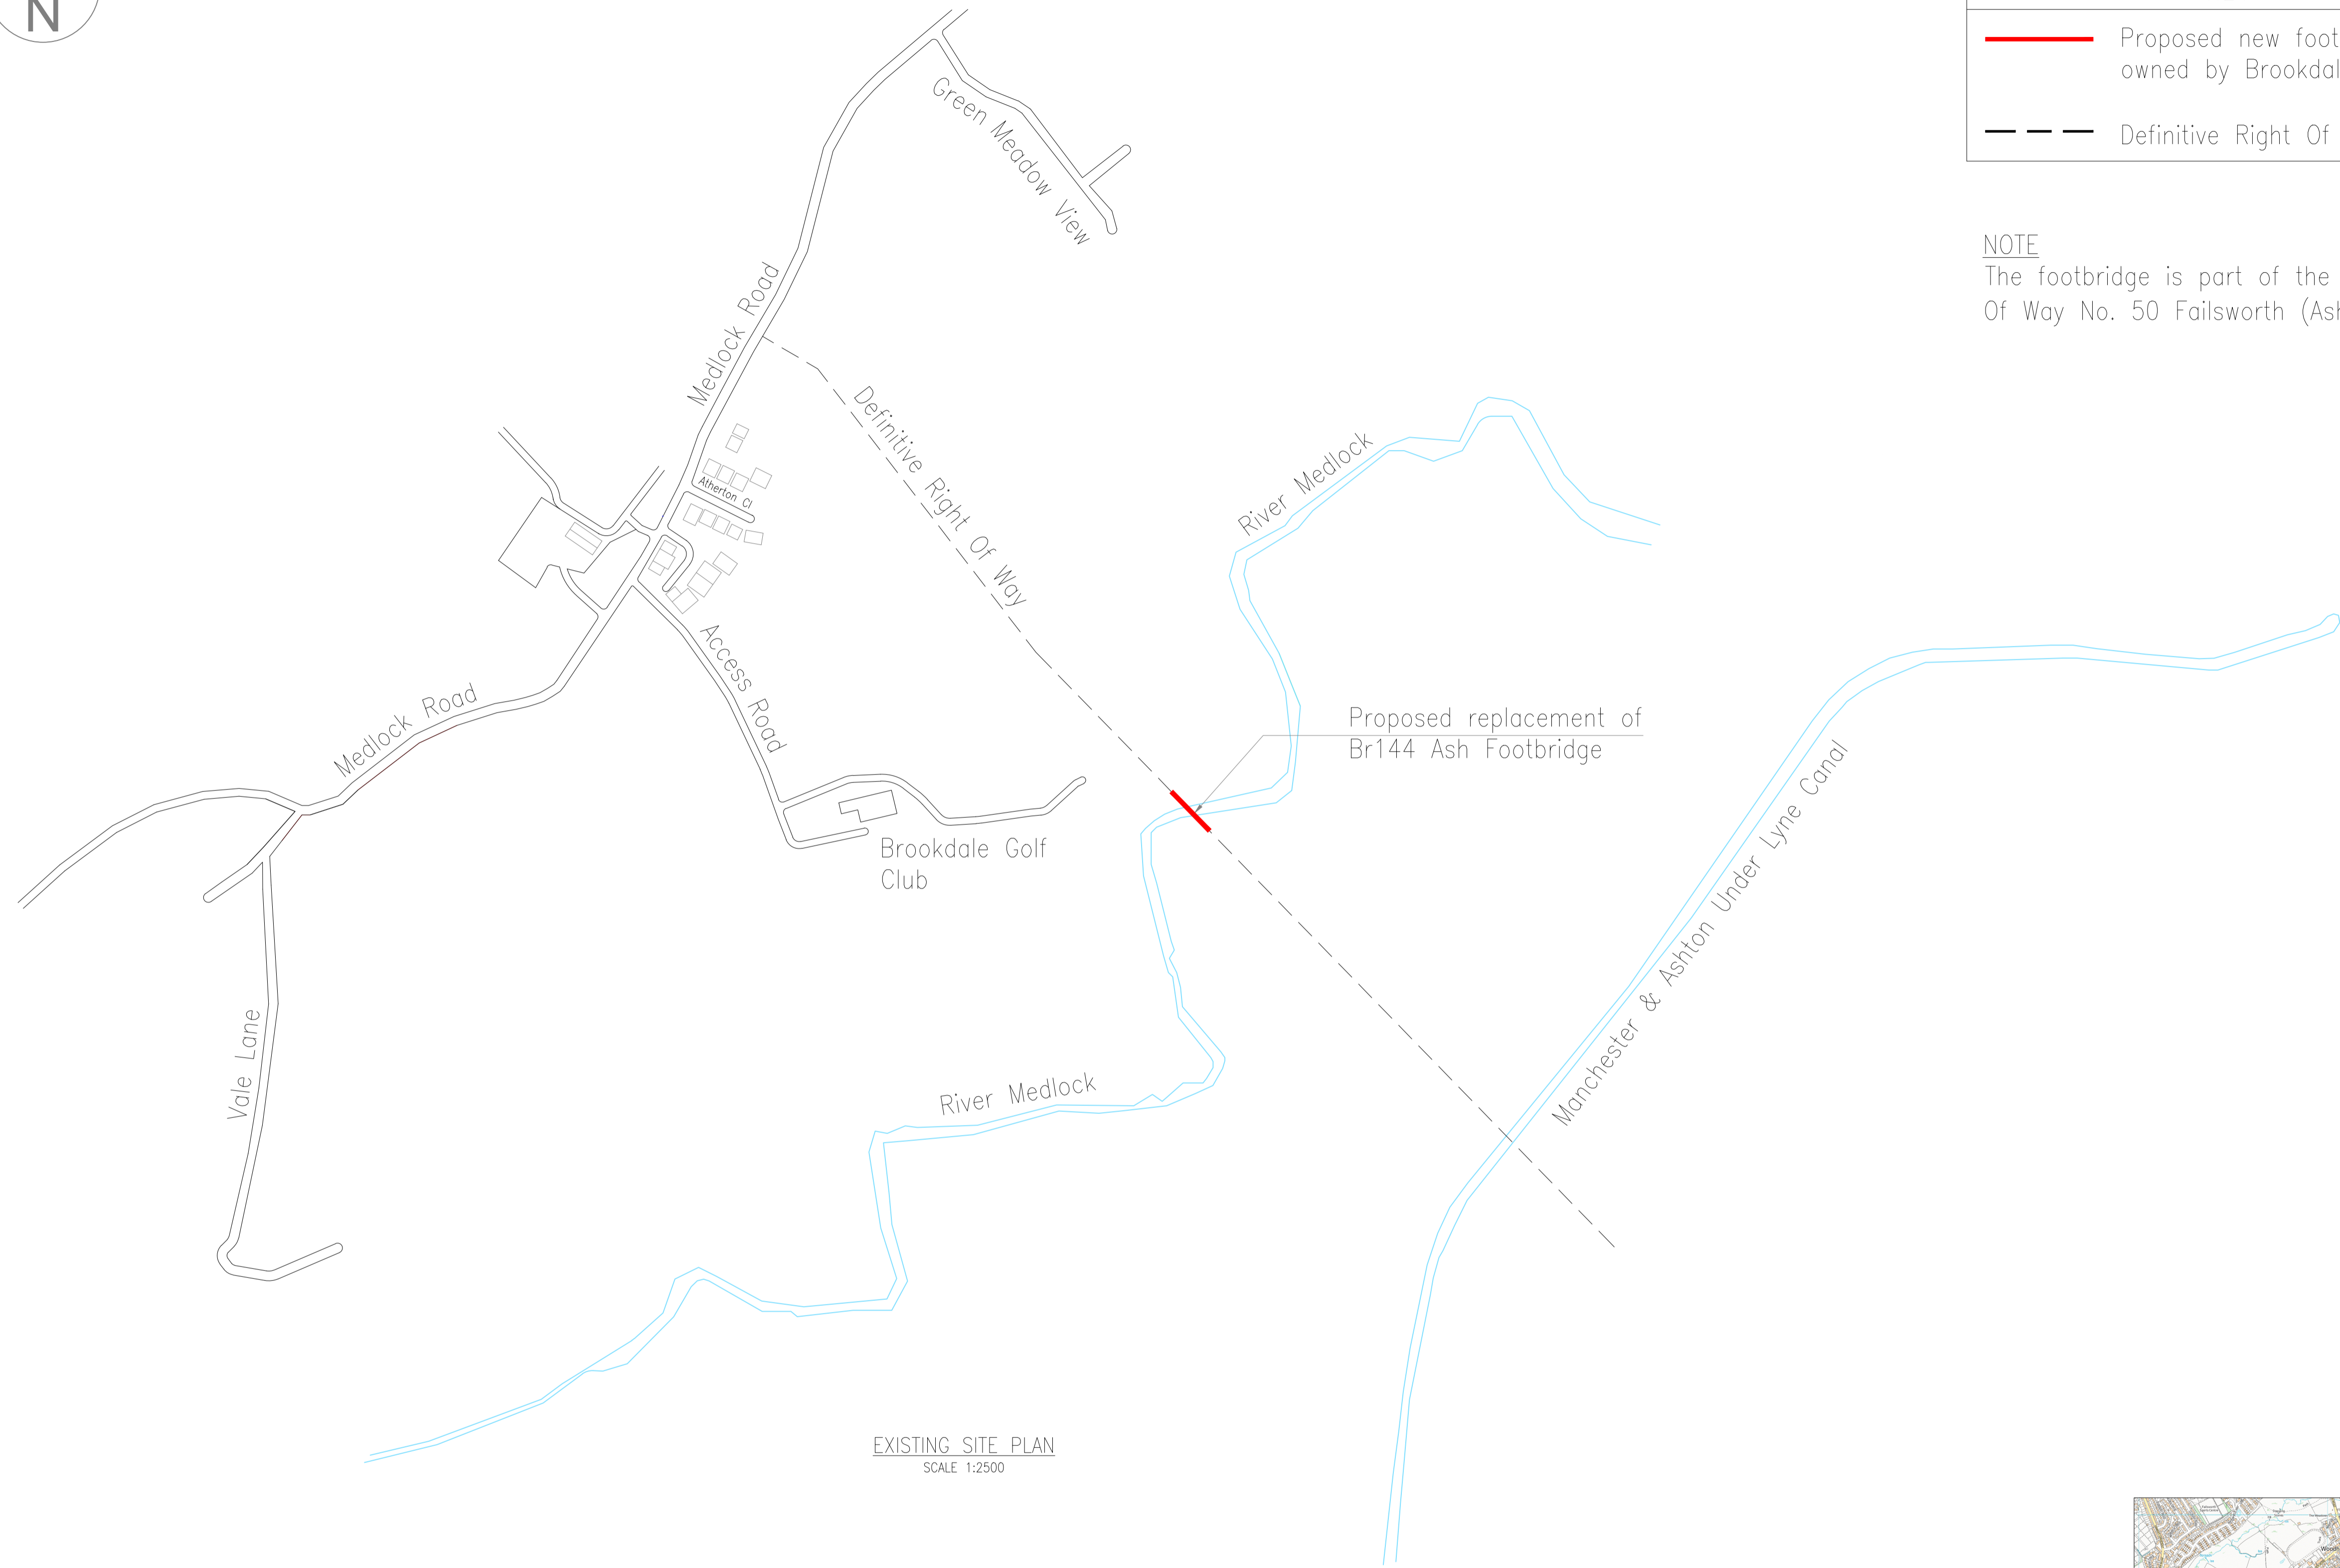 N
Proposed new foot
owned by Brookdal
Definitive Right Of
NOTE
The footbridge is part of the
Of Way No. 50 Failsworth (Ash
Green Meadow View
Medlock Road
Definitive Right Of Way
River Medlock
Atherton Cl
Access Road
Medlock Road
Proposed replacement of
Br144 Ash Footbridge
Manchester & Ashton Under Lyne Canal
Brookdale Golf
Club
Vale Lane
River Medlock
EXISTING SITE PLAN
SCALE 1:2500